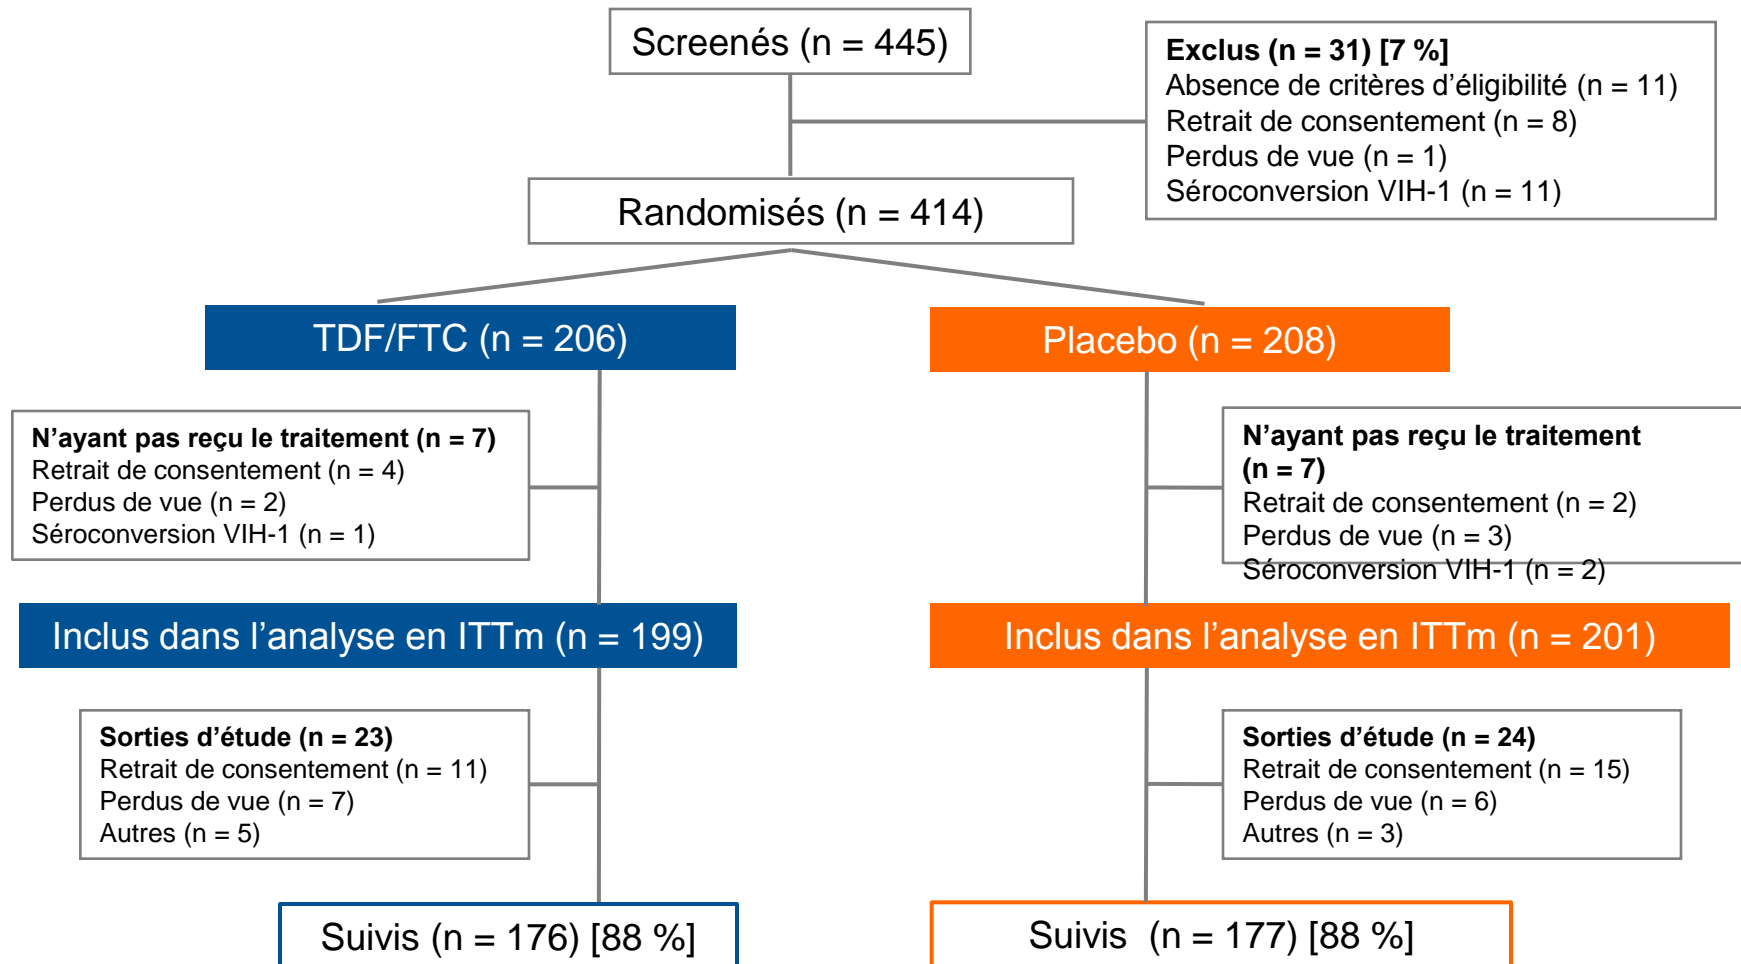 Screenés (n = 445)
Exclus (n = 31) [7 %]
Absence de critères d’éligibilité (n = 11)
Retrait de consentement (n = 8)
Perdus de vue (n = 1)
Séroconversion VIH-1 (n = 11)
Randomisés (n = 414)
TDF/FTC (n = 206)
Placebo (n = 208)
N’ayant pas reçu le traitement (n = 7)
Retrait de consentement (n = 4)
Perdus de vue (n = 2)
Séroconversion VIH-1 (n = 1)
N’ayant pas reçu le traitement
(n = 7)
Retrait de consentement (n = 2)
Perdus de vue (n = 3)
Séroconversion VIH-1 (n = 2)
Inclus dans l’analyse en ITTm (n = 199)
Inclus dans l’analyse en ITTm (n = 201)
Sorties d’étude (n = 23)
Retrait de consentement (n = 11)
Perdus de vue (n = 7)
Autres (n = 5)
Sorties d’étude (n = 24)
Retrait de consentement (n = 15)
Perdus de vue (n = 6)
Autres (n = 3)
Suivis (n = 176) [88 %]
Suivis (n = 177) [88 %]